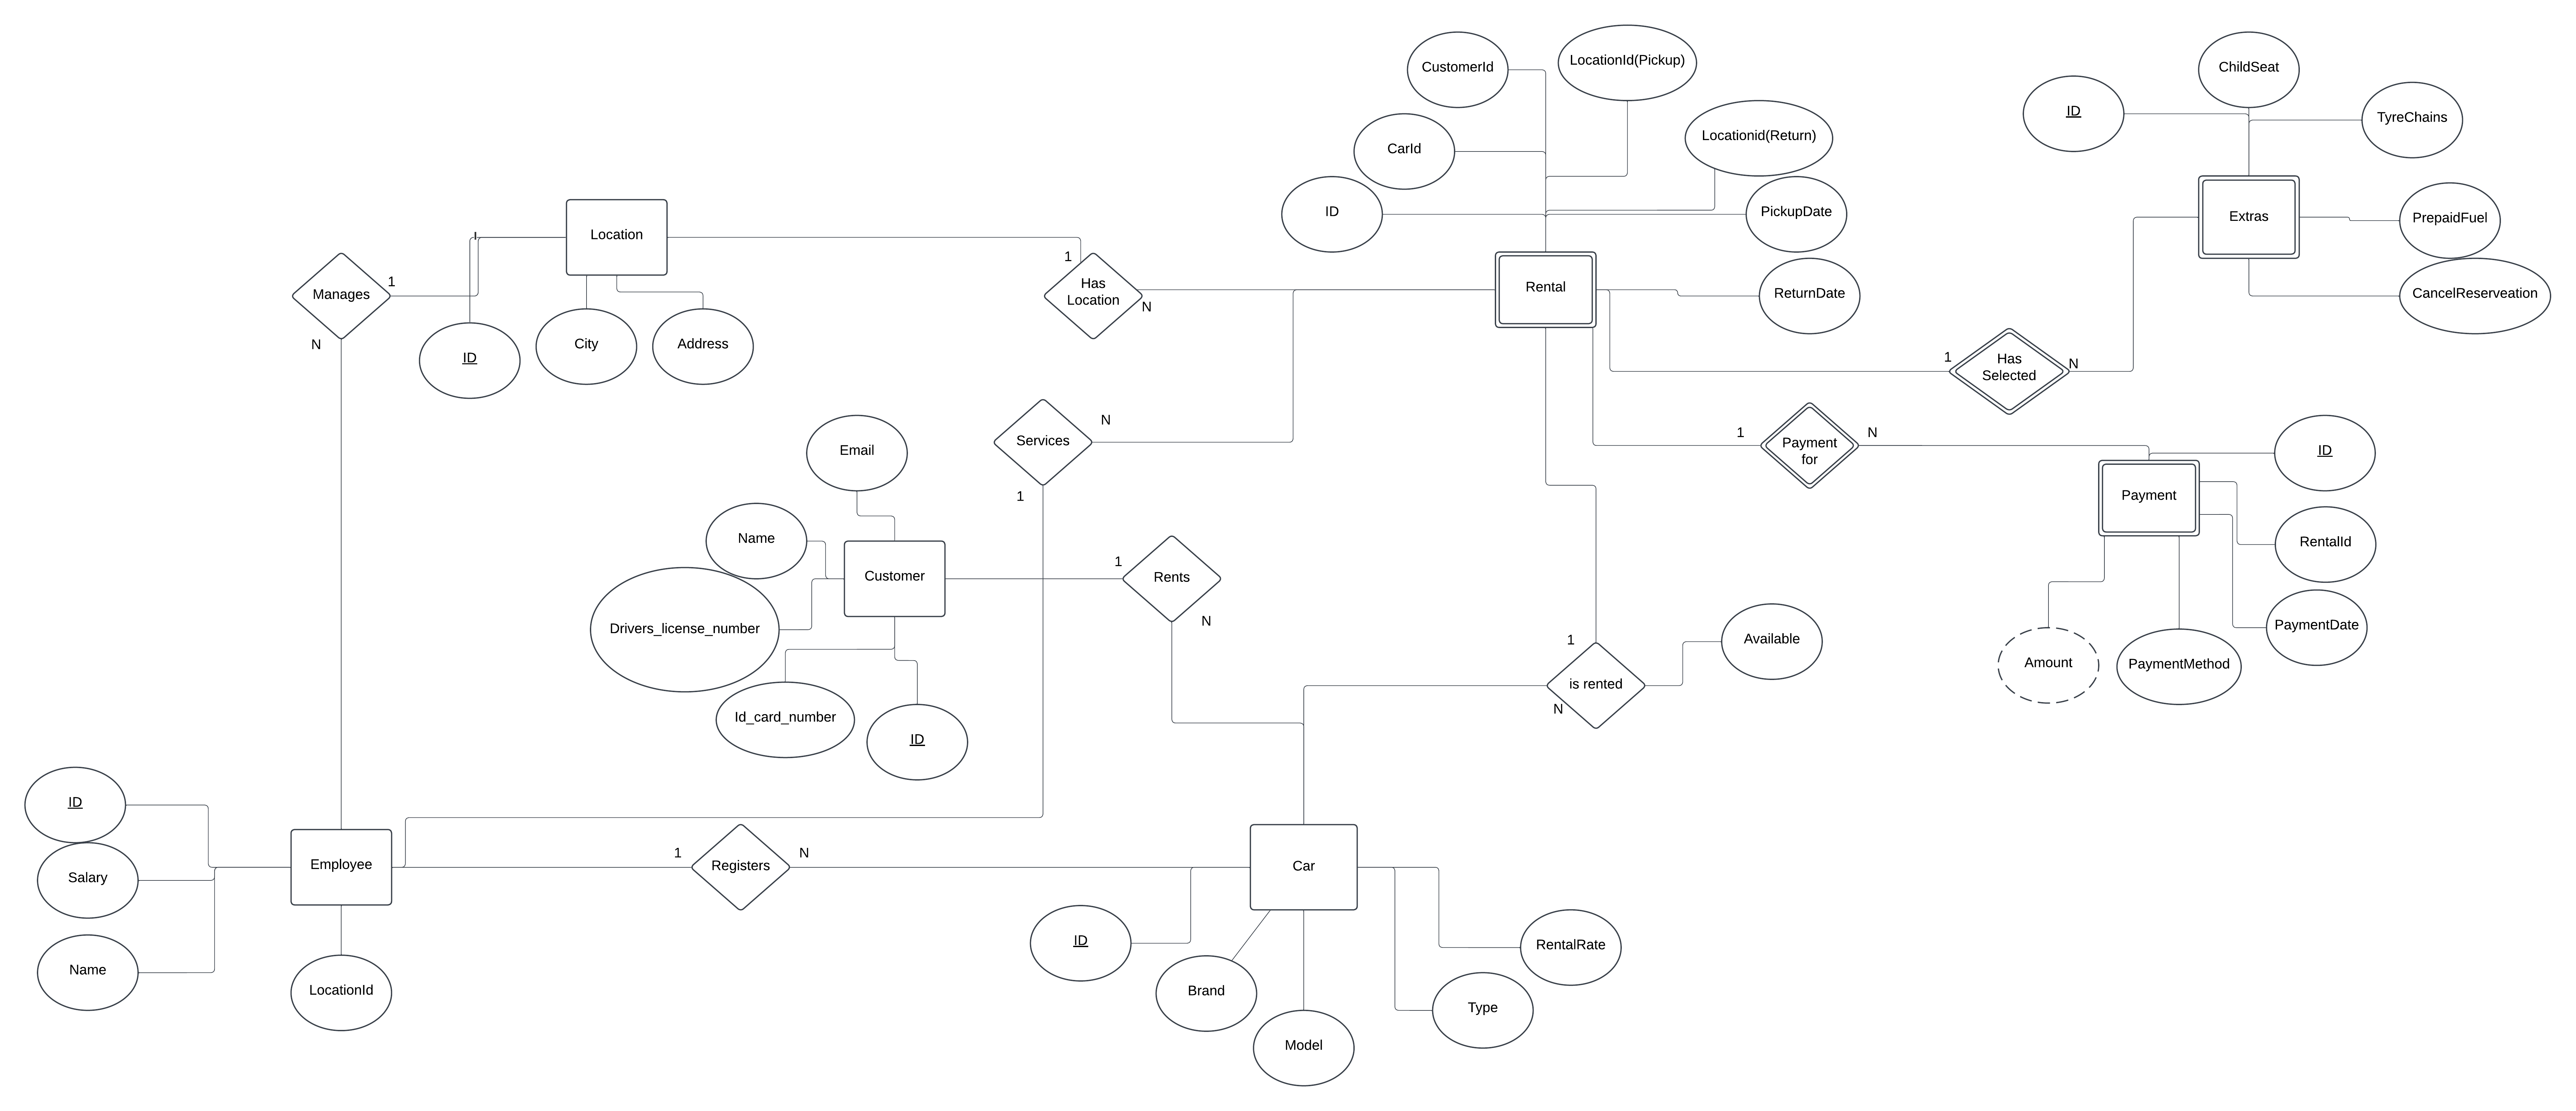 CustomerId
LocationId(Pickup)
ChildSeat
ID
TyreChains
Locationid(Return)
CarId
ID
PickupDate
Extras
PrepaidFuel
Location
1
Has
Location
N
Rental
ReturnDate
CancelReserveation
Manages
1
N
ID
City
Address
1
Has
Selected
N
Services
N
1
1
Payment
for
N
ID
Email
Payment
RentalId
Name
Customer
1
Rents
N
Drivers_license_number
PaymentDate
1
Available
Amount
PaymentMethod
is rented
N
Id_card_number
ID
ID
Employee
1
Registers
N
Car
Salary
ID
RentalRate
Name
LocationId
Brand
Type
Model